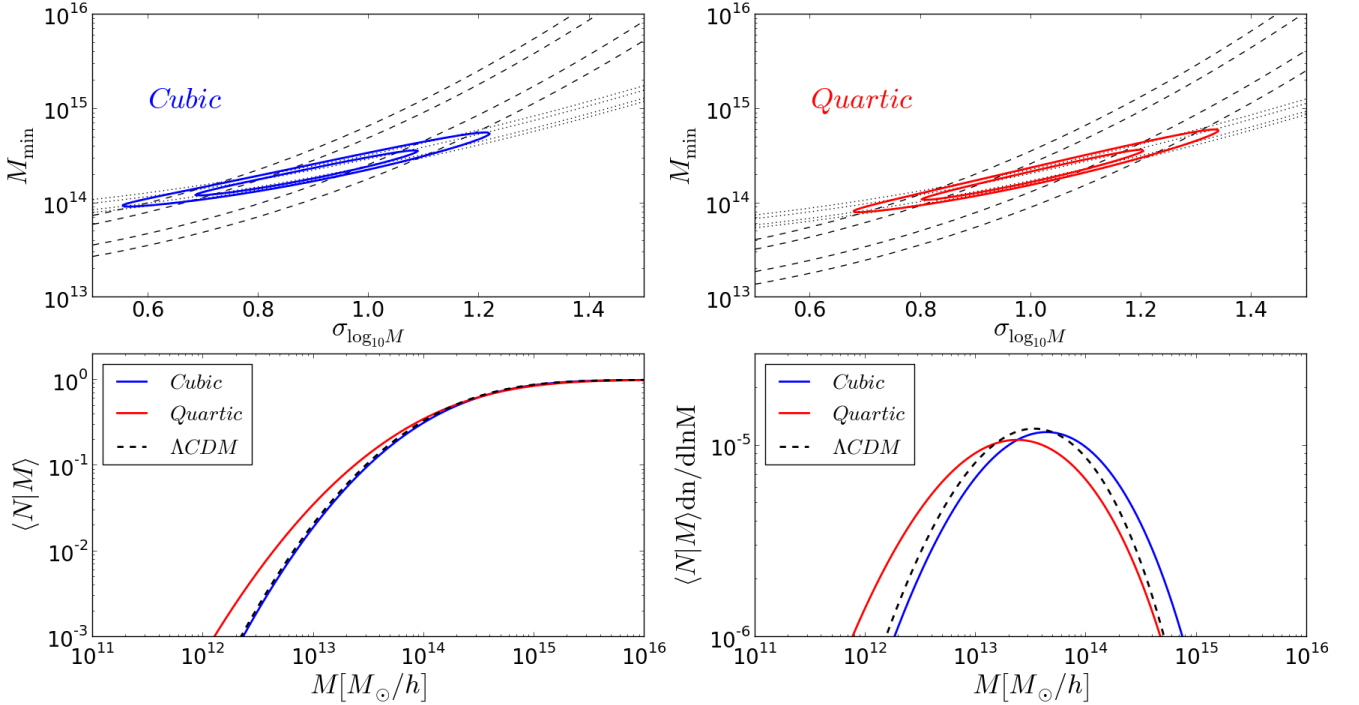 10^16
10^15
10^14
10^13
M_min
Cubic
0.6 0.8 1.0 1.2 1.4
σ_log₁₀M
10^16
10^15
10^14
10^13
M_min
Quartic
0.6 0.8 1.0 1.2 1.4
σ_log₁₀M
10^0
10^-1
10^-2
10^-3
⟨N|M⟩
Cubic
Quartic
ΛCDM
10^11 10^12 10^13 10^14 10^15 10^16
M[M_⊙/h]
10^-5
10^-6
⟨N|M⟩dn/dlnM
Cubic
Quartic
ΛCDM
10^11 10^12 10^13 10^14 10^15 10^16
M[M_⊙/h]